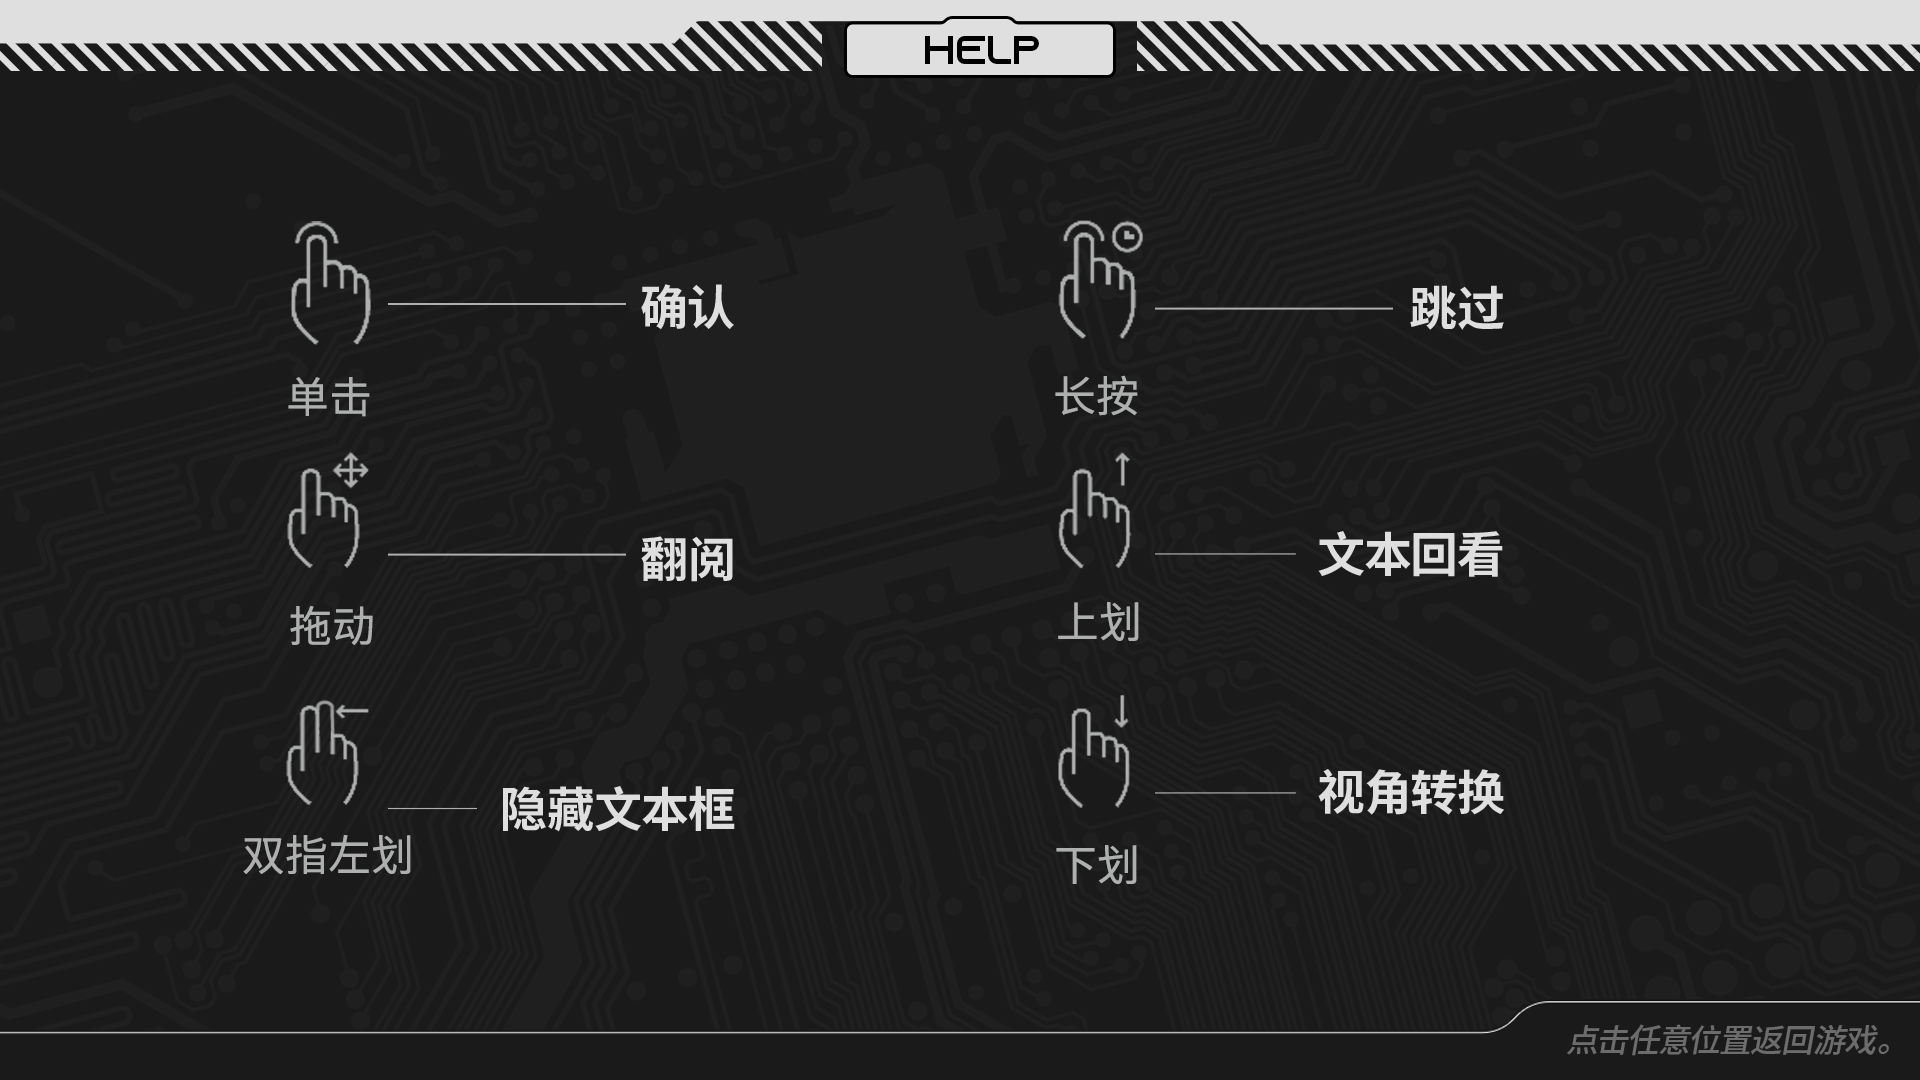 HELP
单击
确认
拖动
翻阅
双指左划
隐藏文本框
长按
跳过
上划
文本回看
下划
视角转换
点击任意位置返回游戏。